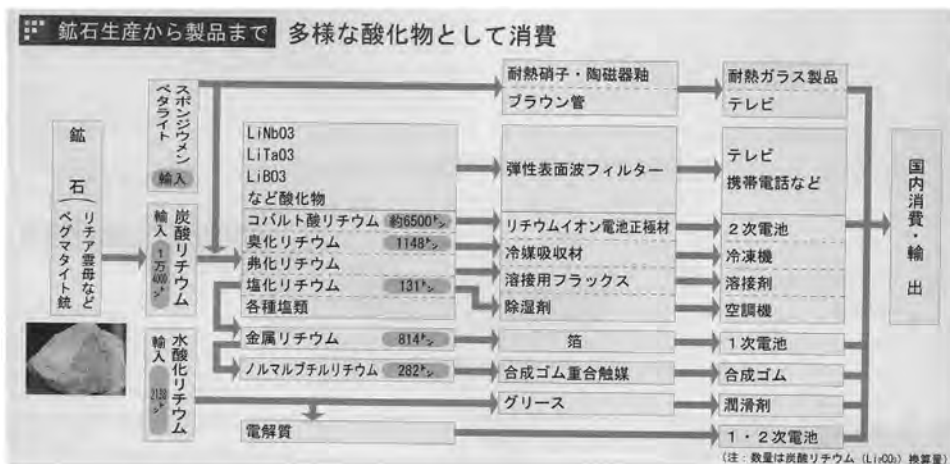 鉱石生産から製品まで 多様な酸化物として消費
鉱石
リチア雲母など
ペグマタイト銃
スポンジウメン
ペタライト
輸入
炭酸リチウム
輸入
水酸化リチウム
輸入
2130㌧
LiNbO3
LiTaO3
LiBO3
など酸化物
コバルト酸リチウム 約6500㌧
臭化リチウム 1148㌧
弗化リチウム
塩化リチウム 131㌧
各種塩類
金属リチウム 814㌧
ノルマルブチルリチウム 282㌧
電解質
耐熱硝子・陶磁器釉
ブラウン管
弾性表面波フィルター
リチウムイオン電池正極材
冷媒吸収材
溶接用フラックス
除湿剤
箔
合成ゴム重合触媒
グリース
耐熱ガラス製品
テレビ
テレビ
携帯電話など
2次電池
冷凍機
溶接剤
空調機
1次電池
合成ゴム
潤滑剤
1・2次電池
国内消費・輸出
(注:数量は炭酸リチウム(Li₂CO₃)換算量)